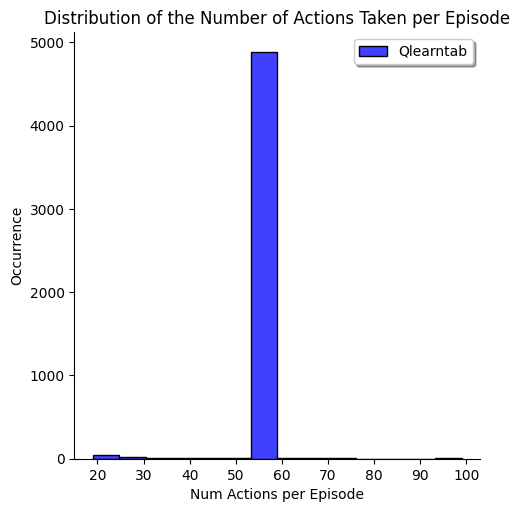 Distribution of the Number of Actions Taken per Episode
Qlearntab
5000
4000
3000
2000
1000
0
Occurrence
20 30 40 50 60 70 80 90 100
Num Actions per Episode